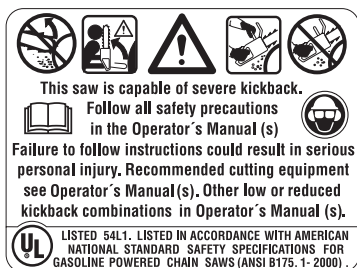 This saw is capable of severe kickback.
Follow all safety precautions
in the Operator´s Manual (s)
Failure to follow instructions could result in serious
personal injury. Recommended cutting equipment
see Operator´s Manual(s). Other low or reduced
kickback combinations in Operator´s Manual (s).
UL
LISTED 54L1. LISTED IN ACCORDANCE WITH AMERICAN
NATIONAL STANDARD SAFETY SPECIFICATIONS FOR
GASOLINE POWERED CHAIN SAWS (ANSI B175. 1- 2000) .